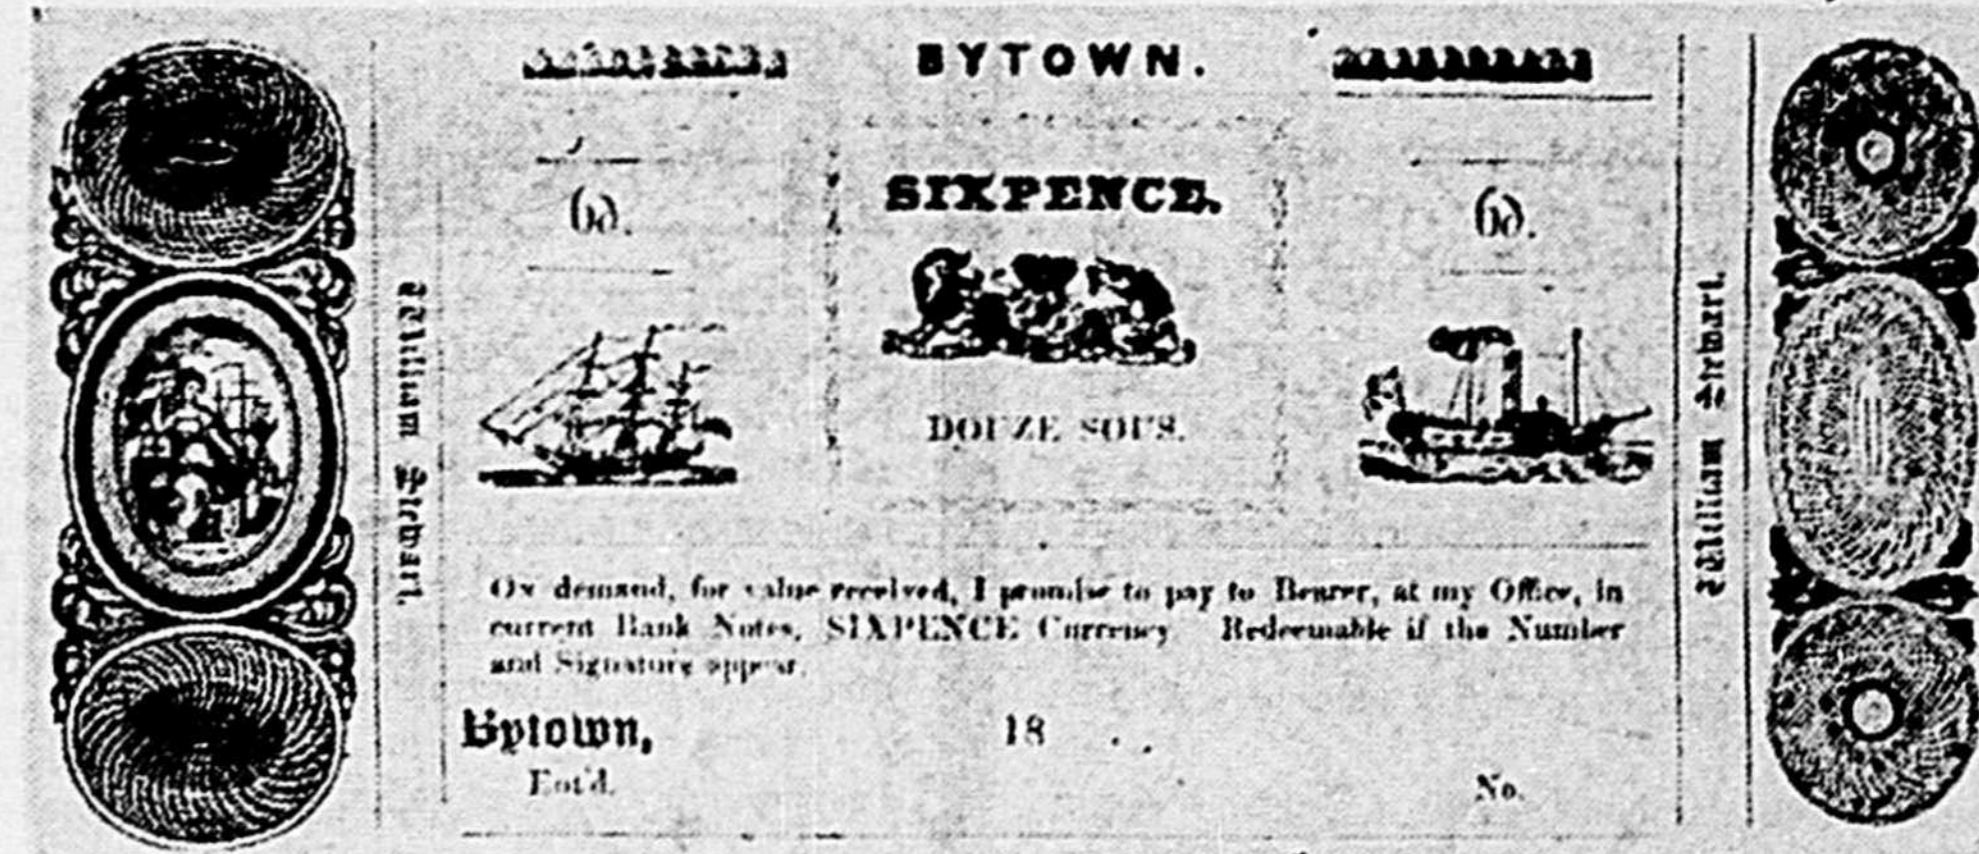 BYTOWN.
SIXPENCE.
6d.
6d.
DOUZE SOUS.
William Stewart.
William Stewart.
On demand, for value received, I promise to pay to Bearer, at my Office, in
current Bank Notes, SIXPENCE Currency Redeemable if the Number
and Signature appear.
Bytown, 18 . .
Ent'd. No.